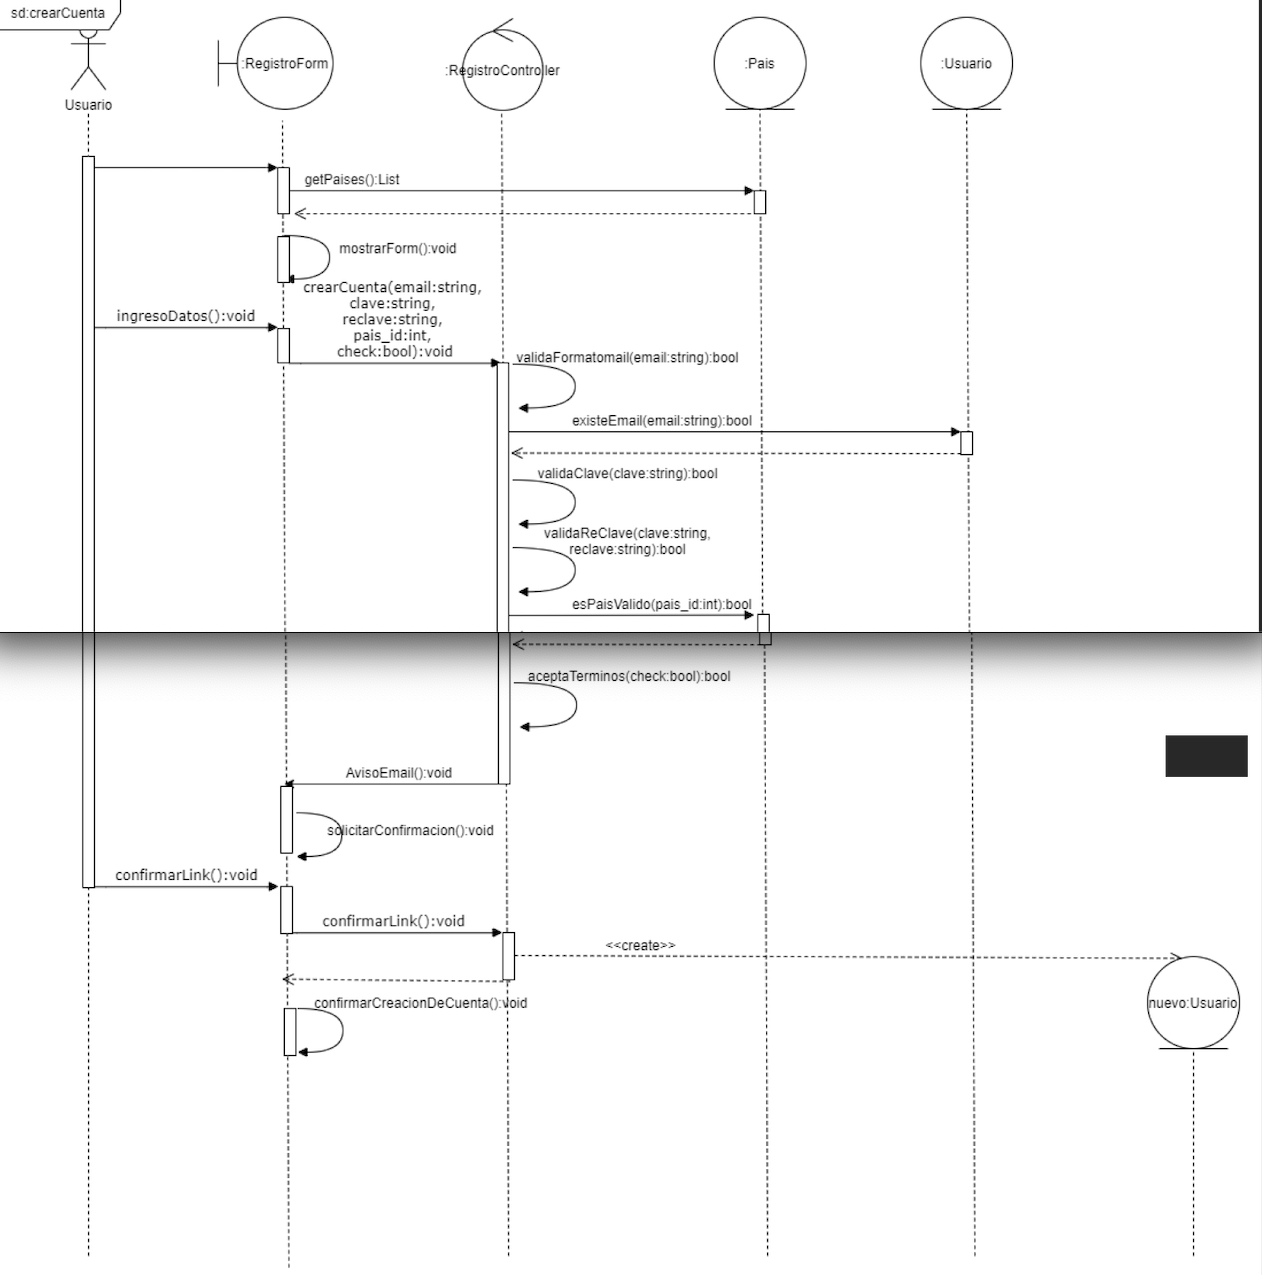 sd:crearCuenta
Usuario
:RegistroForm
:RegistroController
:Pais
:Usuario
getPaises():List
mostrarForm():void
crearCuenta(email:string,
clave:string,
reclave:string,
pais_id:int,
check:bool):void
ingresoDatos():void
validaFormatomail(email:string):bool
existeEmail(email:string):bool
validaClave(clave:string):bool
validaReClave(clave:string,
reclave:string):bool
esPaisValido(pais_id:int):bool
aceptaTerminos(check:bool):bool
AvisoEmail():void
solicitarConfirmacion():void
confirmarLink():void
confirmarLink():void
<<create>>
nuevo:Usuario
confirmarCreacionDeCuenta():void